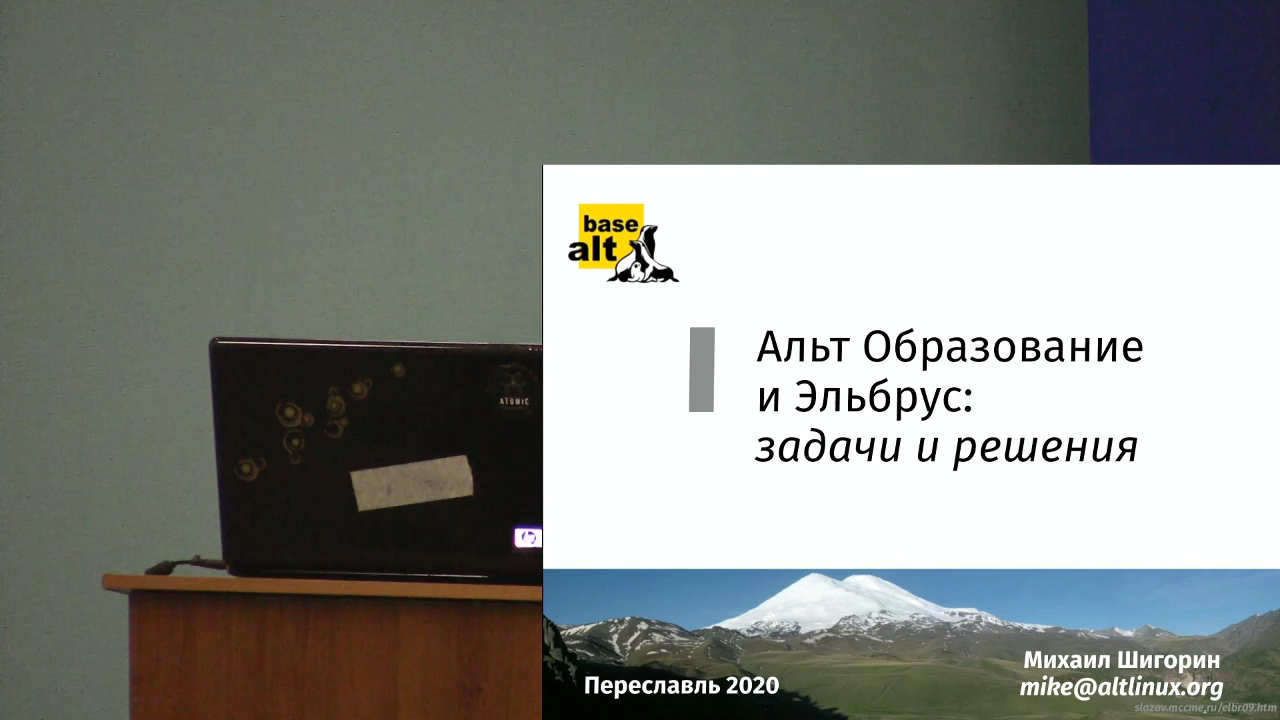 base
alt
Альт Образование
и Эльбрус:
задачи и решения
Михаил Шигорин
mike@altlinux.org
Переславль 2020
slazav.mccme.ru/elbr09.htm
ATOMIC
hp